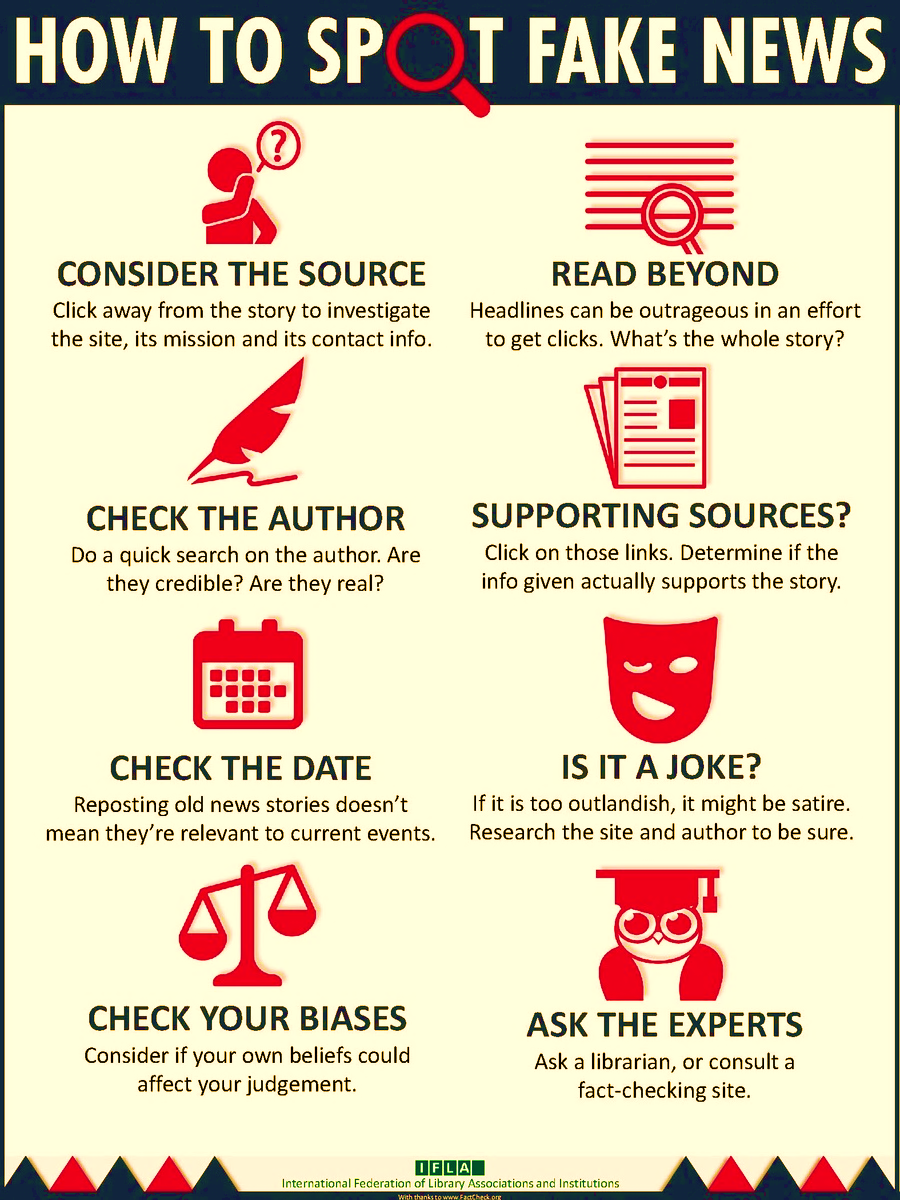 HOW TO SPOT FAKE NEWS
?
CONSIDER THE SOURCE
Click away from the story to investigate
the site, its mission and its contact info.
READ BEYOND
Headlines can be outrageous in an effort
to get clicks. What's the whole story?
CHECK THE AUTHOR
Do a quick search on the author. Are
they credible? Are they real?
SUPPORTING SOURCES?
Click on those links. Determine if the
info given actually supports the story.
CHECK THE DATE
Reposting old news stories doesn't
mean they're relevant to current events.
IS IT A JOKE?
If it is too outlandish, it might be satire.
Research the site and author to be sure.
CHECK YOUR BIASES
Consider if your own beliefs could
affect your judgement.
ASK THE EXPERTS
Ask a librarian, or consult a
fact-checking site.
IFLA
International Federation of Library Associations and Institutions
With thanks to www.FactCheck.org